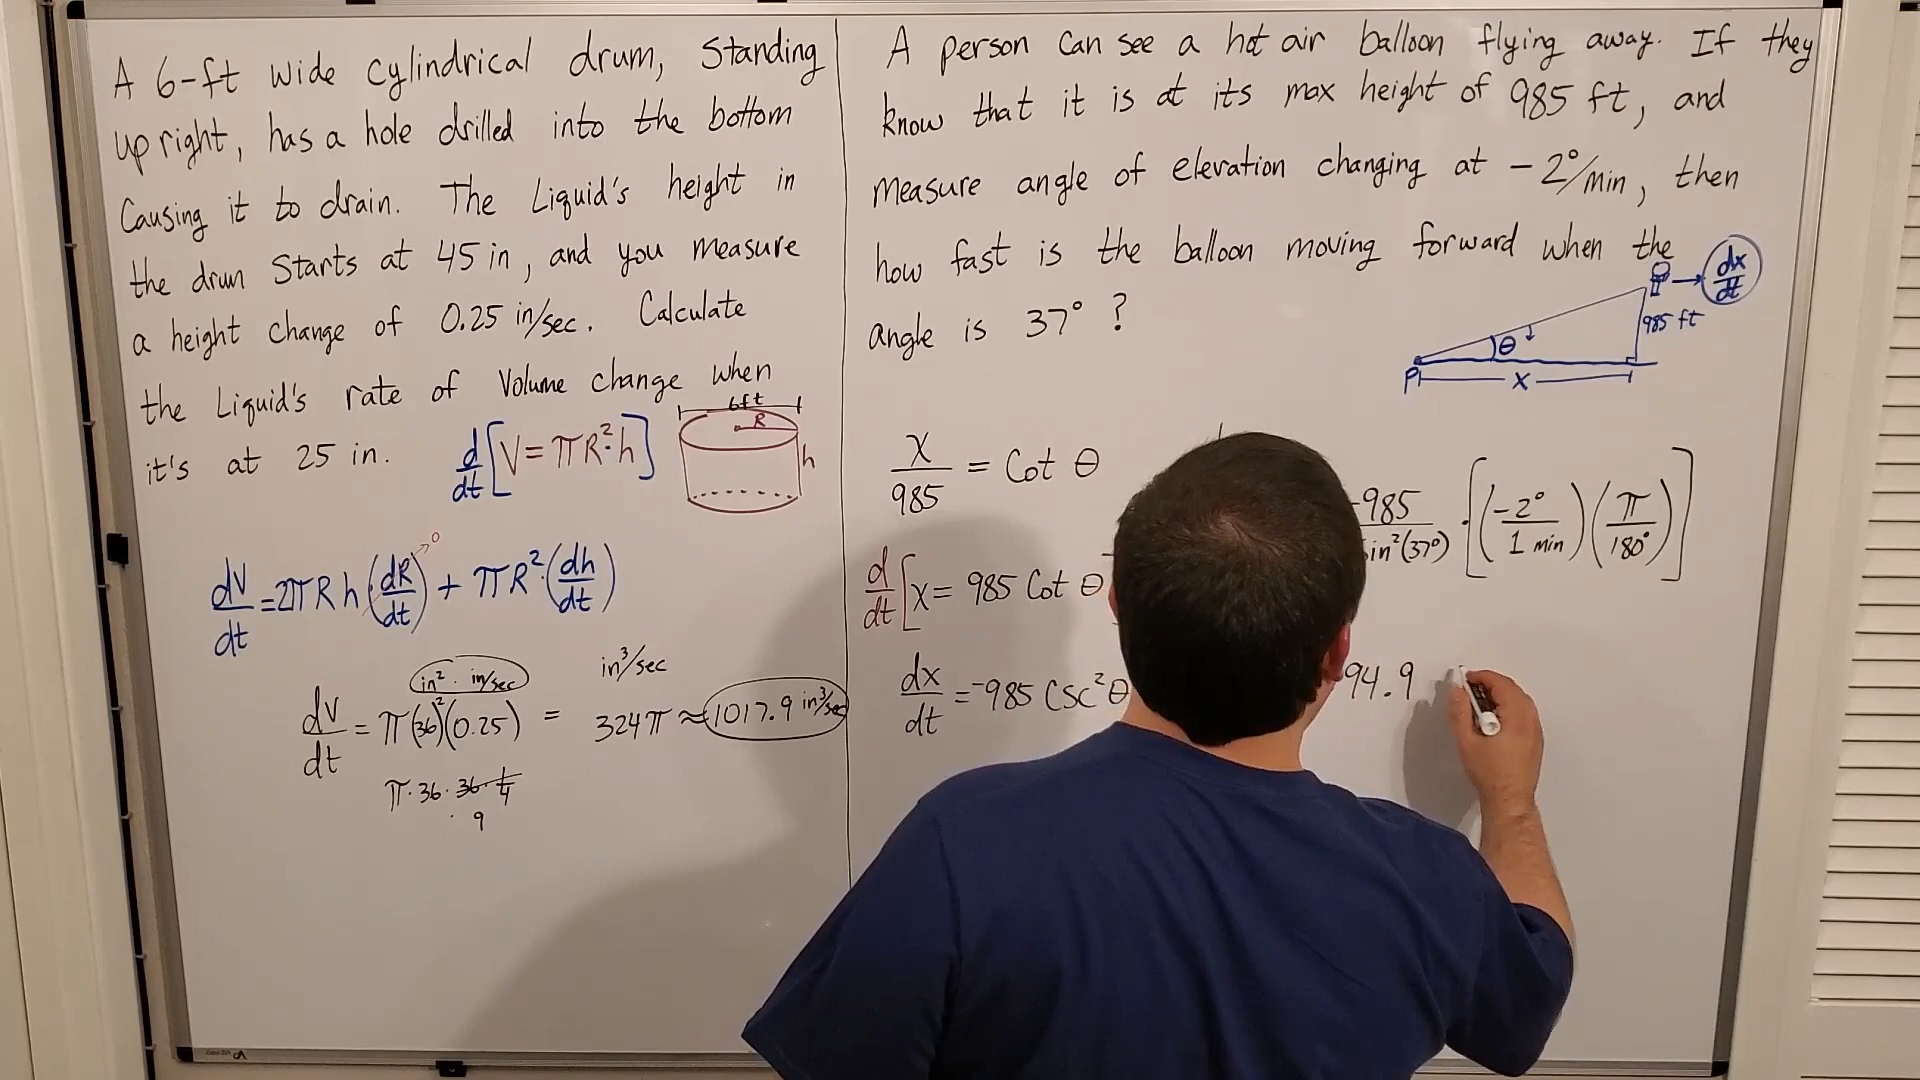 A 6-ft wide cylindrical drum, standing
upright, has a hole drilled into the bottom
Causing it to drain. The Liquid's height in
the drum Starts at 45 in, and you measure
a height change of 0.25 in/sec. Calculate
the Liquid's rate of Volume change when
it's at 25 in.
d/dt [V = πR²·h]
6ft
R
h
dV/dt = 2πRh(dR/dt) + πR²·(dh/dt)
0
in² · in/sec
in³/sec
dV/dt = π(36)²(0.25) = 324π ≈ 1017.9 in³/sec
π·36·36·1/4
9
A person can see a hot air balloon flying away. If they
know that it is at its max height of 985 ft, and
measure angle of elevation changing at -2°/min, then
how fast is the balloon moving forward when the
angle is 37°?
dx/dt
985 ft
θ
P
x
x/985 = Cot θ
d/dt [x = 985 Cot θ
dx/dt = -985 Csc²θ
-985/sin²(37°) · [(-2°/1 min)(π/180°)]
94.9